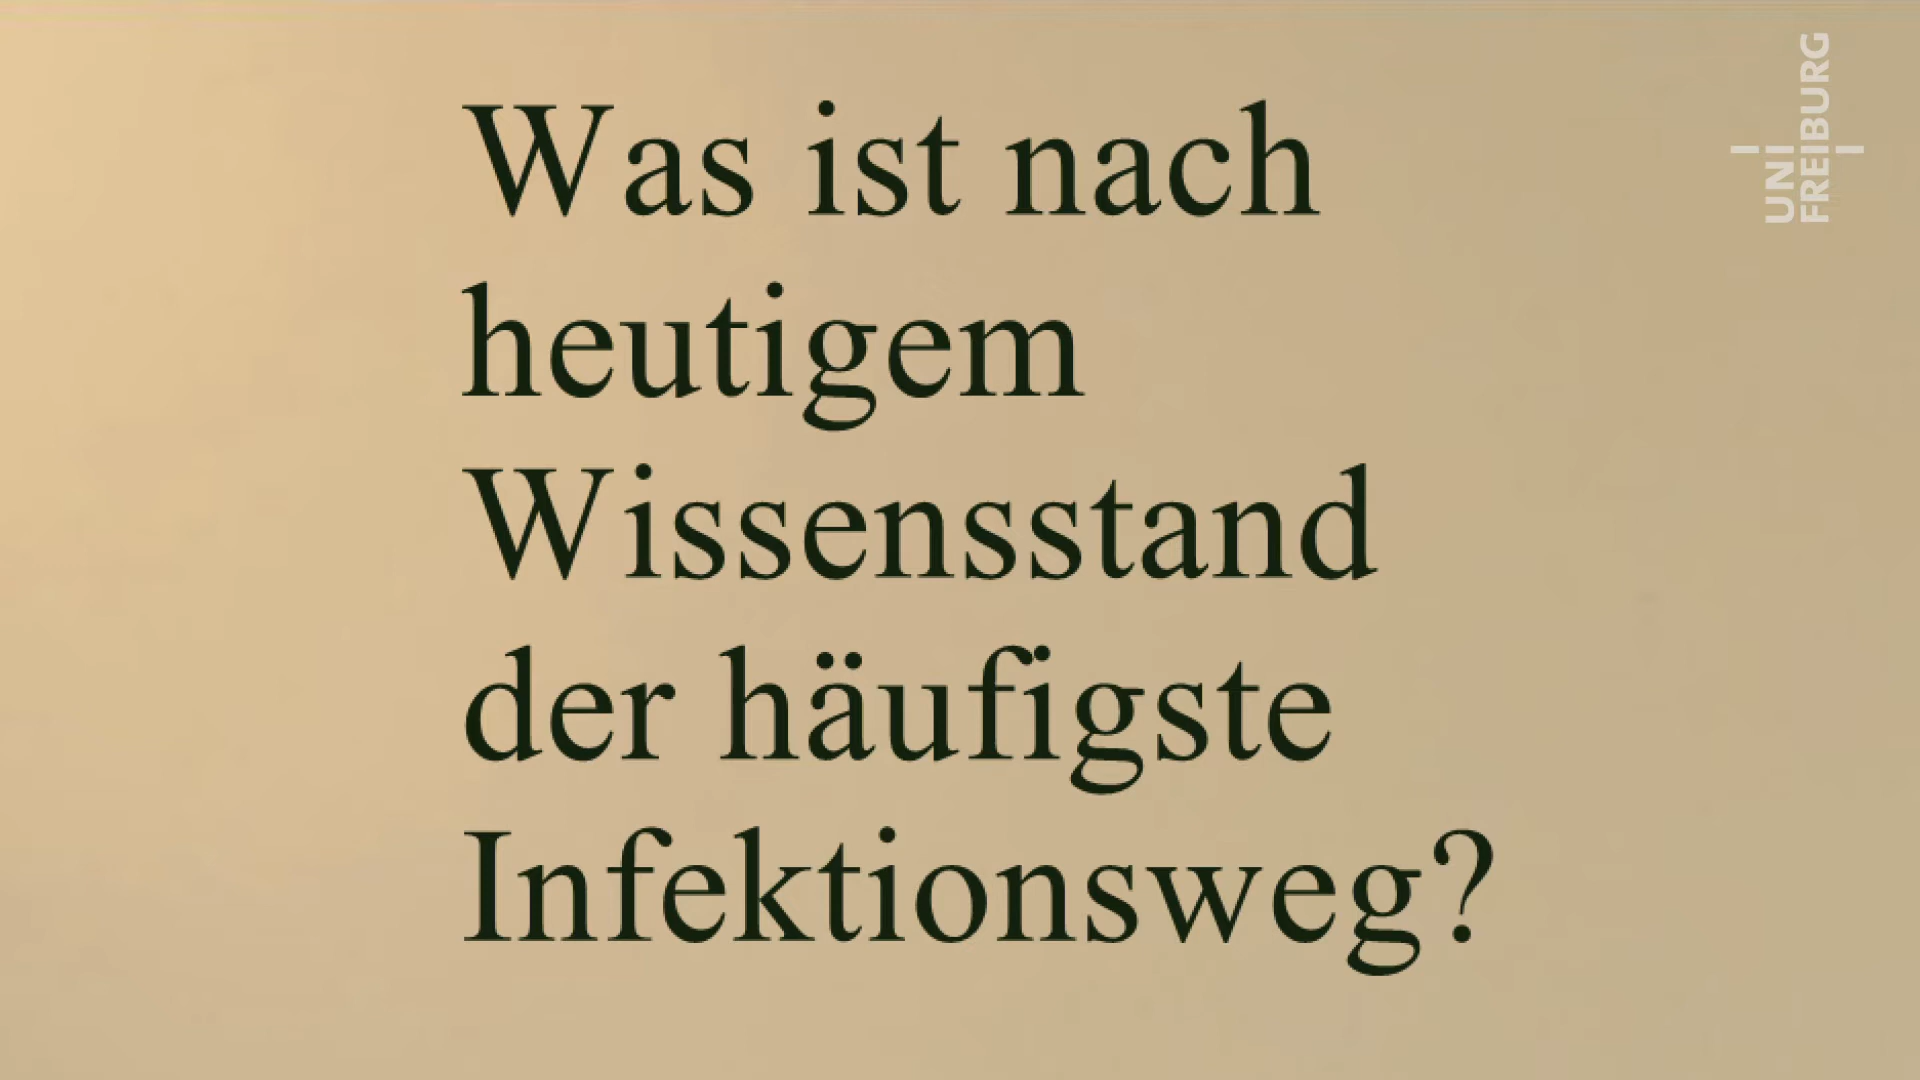 Was ist nach
heutigem
Wissensstand
der häufigste
Infektionsweg?
UNI
FREIBURG